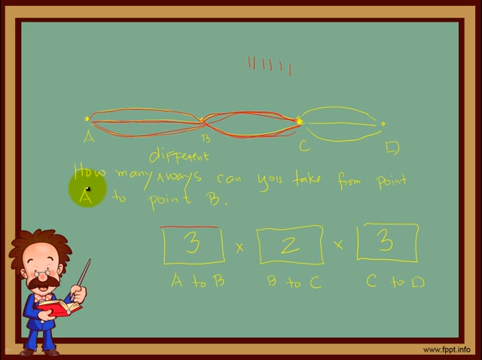 A B C D
different
How many ways can you take from point
A to point B.
3 x 2 x 3
A to B B to C C to D
www.fppt.info